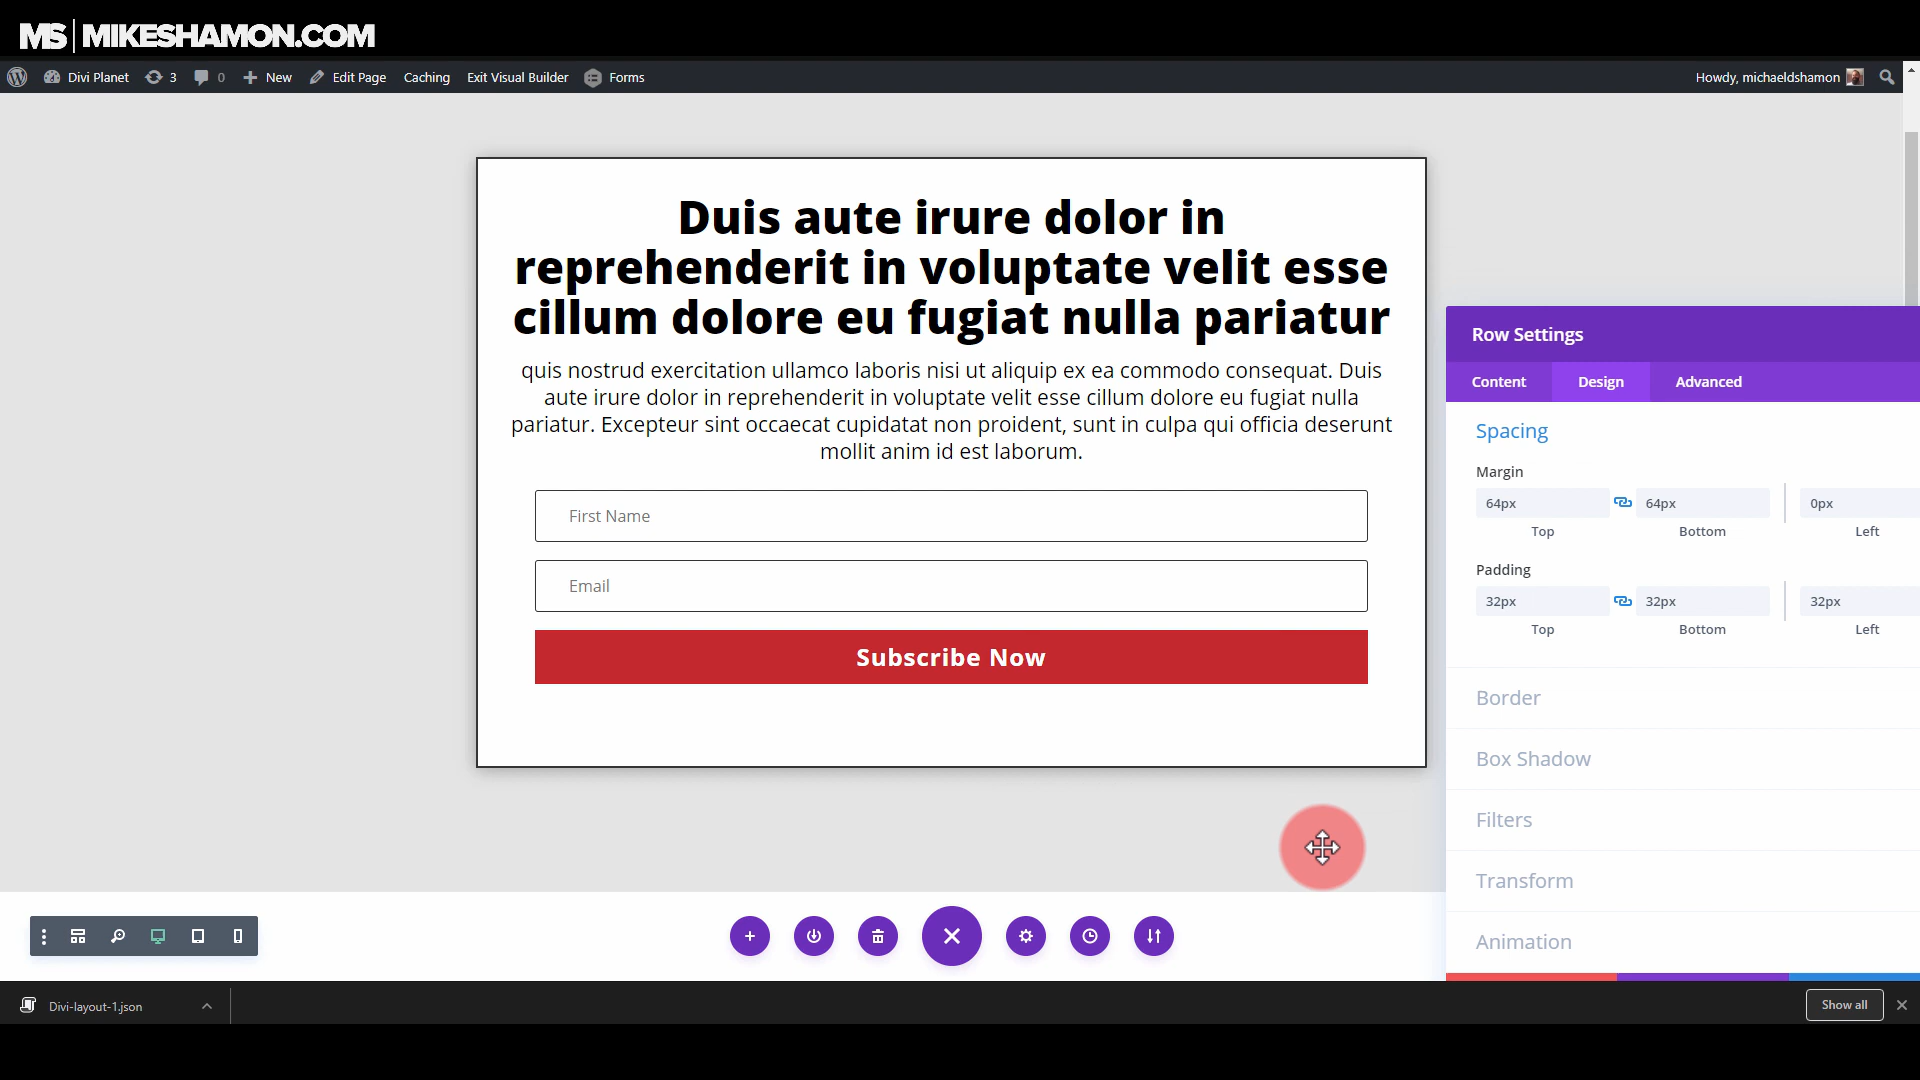 MS | MIKESHAMON.COM
Divi Planet 3 0 New Edit Page Caching Exit Visual Builder Forms Howdy, michaeldshamon
Duis aute irure dolor in
reprehenderit in voluptate velit esse
cillum dolore eu fugiat nulla pariatur
quis nostrud exercitation ullamco laboris nisi ut aliquip ex ea commodo consequat. Duis
aute irure dolor in reprehenderit in voluptate velit esse cillum dolore eu fugiat nulla
pariatur. Excepteur sint occaecat cupidatat non proident, sunt in culpa qui officia deserunt
mollit anim id est laborum.
First Name
Email
Subscribe Now
Row Settings
Content Design Advanced
Spacing
Margin
64px 64px 0px
Top Bottom Left
Padding
32px 32px 32px
Top Bottom Left
Border
Box Shadow
Filters
Transform
Animation
Divi-layout-1.json
Show all